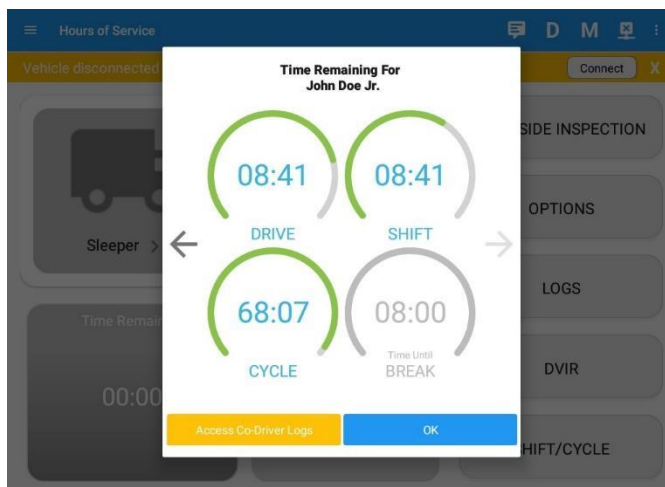 Hours of Service
D M
Vehicle disconnected
Connect X
Time Remaining For
John Doe Jr.
08:41
DRIVE
08:41
SHIFT
68:07
CYCLE
08:00
Time Until
BREAK
Access Co-Driver Logs
OK
Sleeper >
Time Remain
00:00
SIDE INSPECTION
OPTIONS
LOGS
DVIR
HIFT/CYCLE